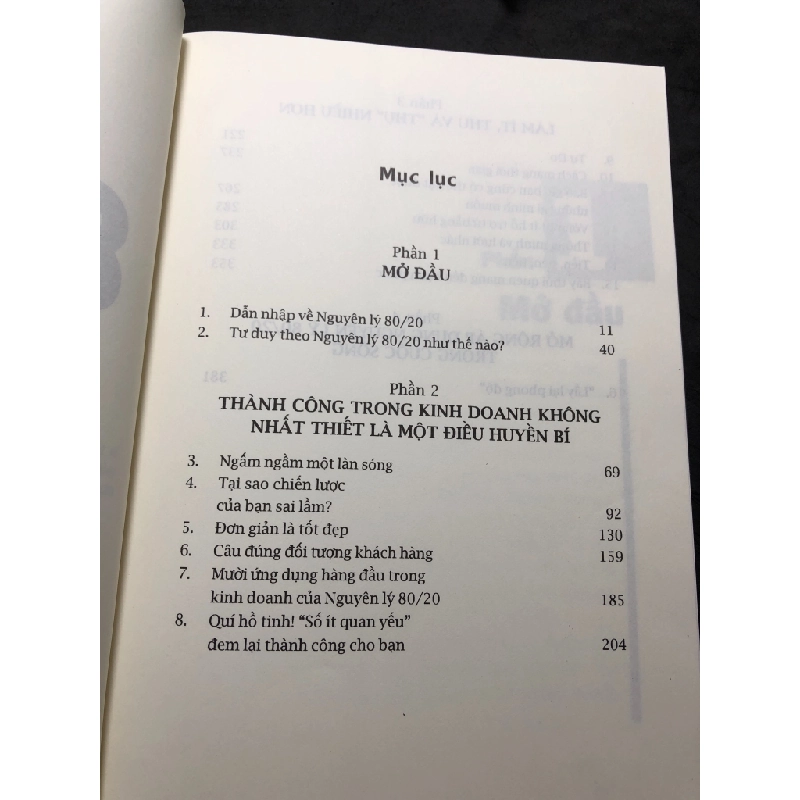 Mục lục
Phần 1
MỞ ĐẦU
1. Dẫn nhập về Nguyên lý 80/20 11
2. Tư duy theo Nguyên lý 80/20 như thế nào? 40
Phần 2
THÀNH CÔNG TRONG KINH DOANH KHÔNG
NHẤT THIẾT LÀ MỘT ĐIỀU HUYỀN BÍ
3. Ngấm ngầm một làn sóng 69
4. Tại sao chiến lược
của bạn sai lầm? 92
5. Đơn giản là tốt đẹp 130
6. Câu đúng đối tượng khách hàng 159
7. Mười ứng dụng hàng đầu trong
kinh doanh của Nguyên lý 80/20 185
8. Quí hồ tinh! “Số ít quan yếu”
đem lại thành công cho bạn 204